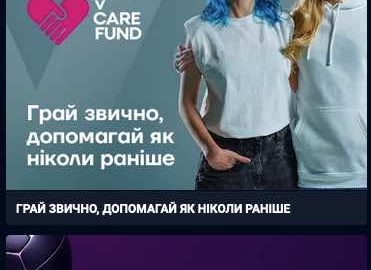 V
CARE
FUND
Грай звично,
допомагай як
ніколи раніше
ГРАЙ ЗВИЧНО, ДОПОМАГАЙ ЯК НІКОЛИ РАНІШЕ